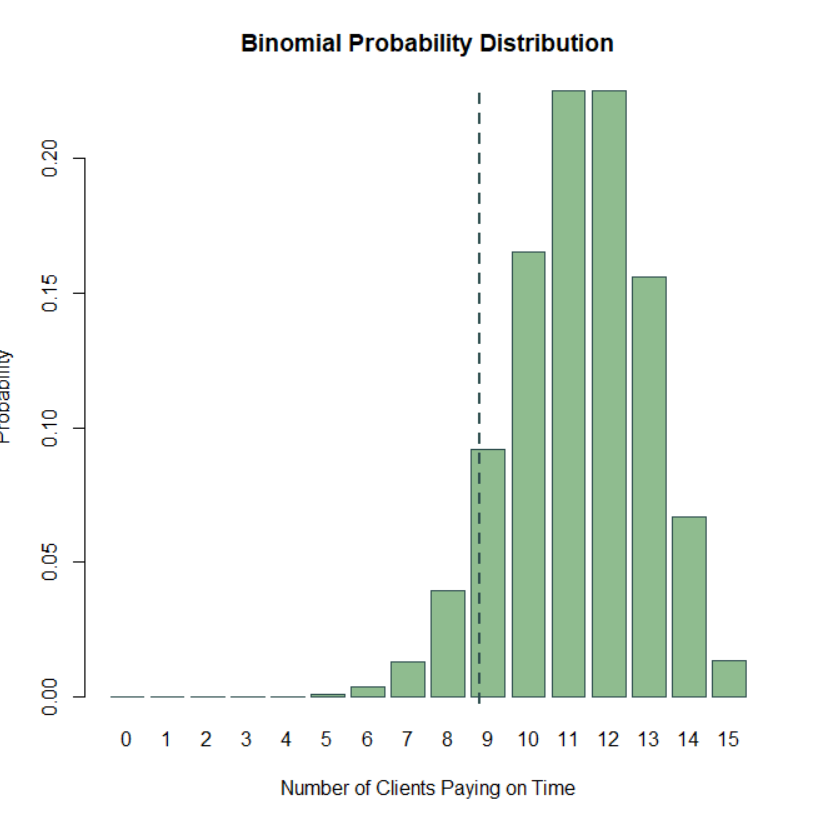 Binomial Probability Distribution
Probability
0.20
0.15
0.10
0.05
0.00
0 1 2 3 4 5 6 7 8 9 10 11 12 13 14 15
Number of Clients Paying on Time